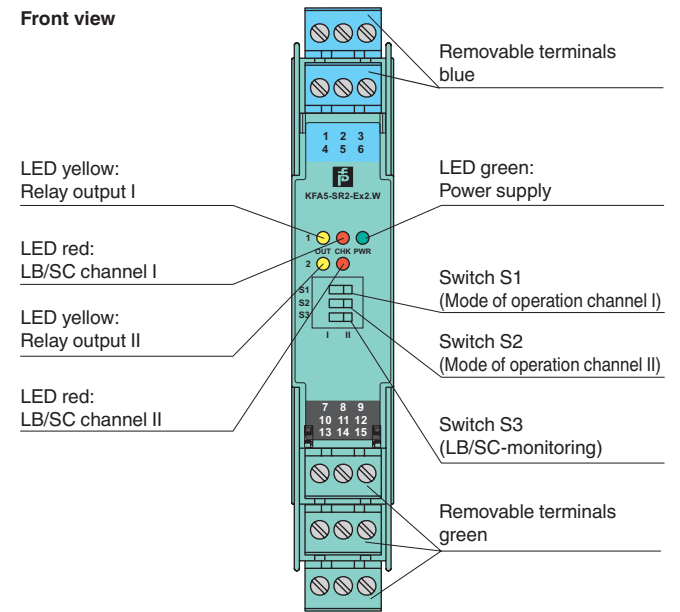 Front view
Removable terminals
blue
1 2 3
4 5 6
KFA5-SR2-Ex2.W
LED yellow:
Relay output I
LED green:
Power supply
1
OUT CHK PWR
2
LED red:
LB/SC channel I
S1
S2
S3
I II
Switch S1
(Mode of operation channel I)
LED yellow:
Relay output II
Switch S2
(Mode of operation channel II)
LED red:
LB/SC channel II
7 8 9
10 11 12
13 14 15
Switch S3
(LB/SC-monitoring)
Removable terminals
green